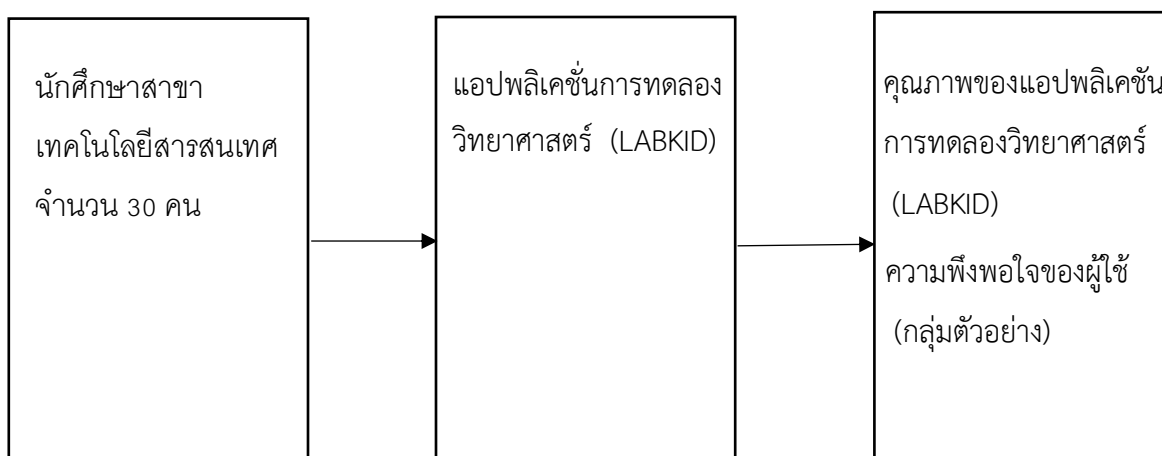 นักศึกษาสาขา
เทคโนโลยีสารสนเทศ
จำนวน 30 คน
แอปพลิเคชั่นการทดลอง
วิทยาศาสตร์ (LABKID)
คุณภาพของแอปพลิเคชัน
การทดลองวิทยาศาสตร์
(LABKID)
ความพึงพอใจของผู้ใช้
(กลุ่มตัวอย่าง)